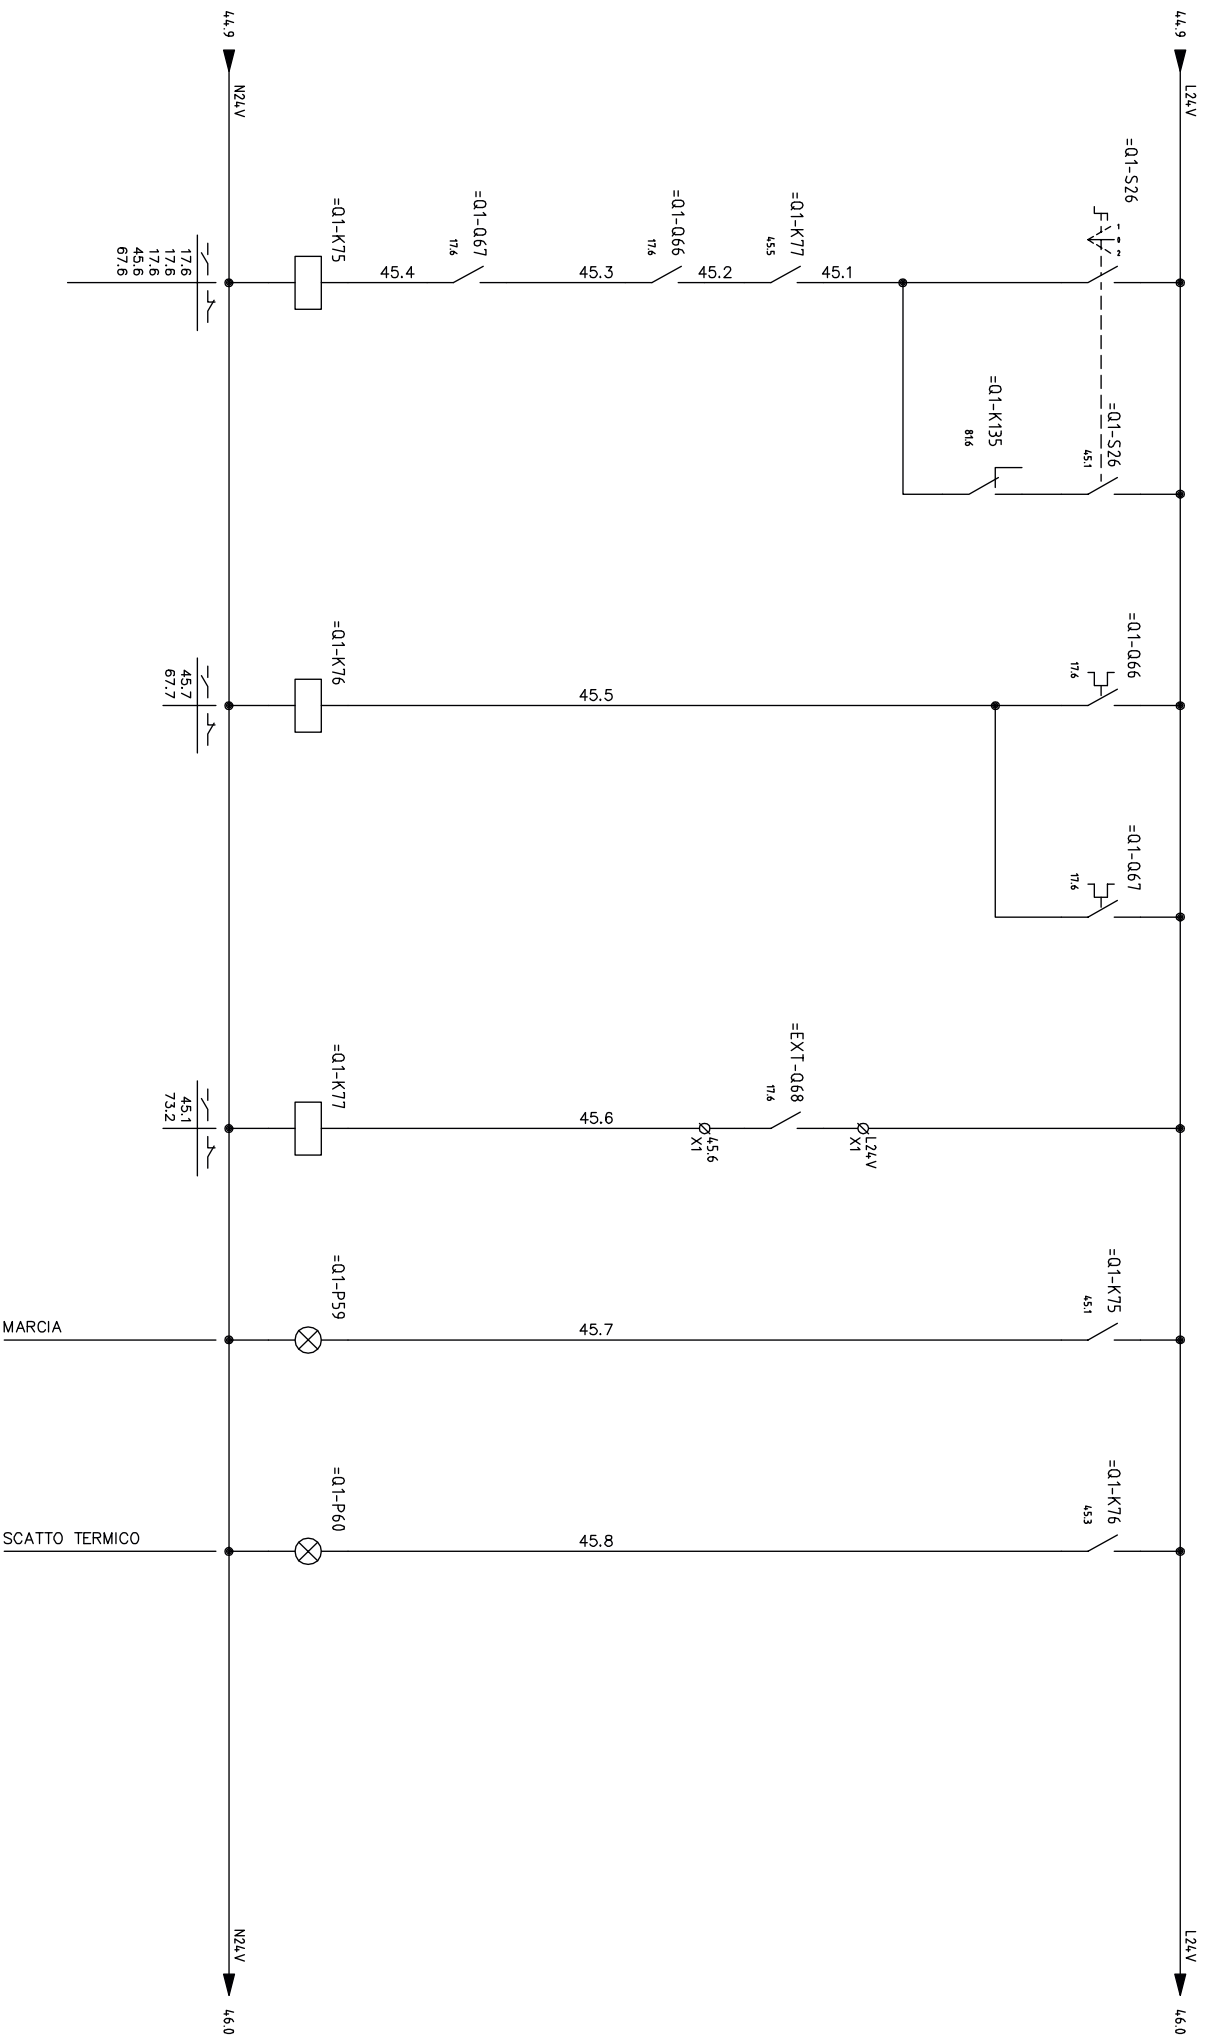 44.9
L24V
=Q1-S26
1
0
2
=Q1-S26
45.1
=Q1-K135
81.6
45.1
=Q1-K77
45.5
45.2
=Q1-Q66
17.6
45.3
=Q1-Q67
17.6
45.4
=Q1-K75
=Q1-Q66
17.6
=Q1-Q67
17.6
45.5
=Q1-K76
L24V
X1
=EXT-Q68
17.6
45.6
X1
45.6
=Q1-K77
=Q1-K75
45.1
45.7
=Q1-P59
=Q1-K76
45.3
45.8
=Q1-P60
L24V
46.0
44.9
N24V
N24V
46.0
17.6
17.6
17.6
45.6
67.6
45.7
67.7
45.1
73.2
MARCIA
SCATTO TERMICO